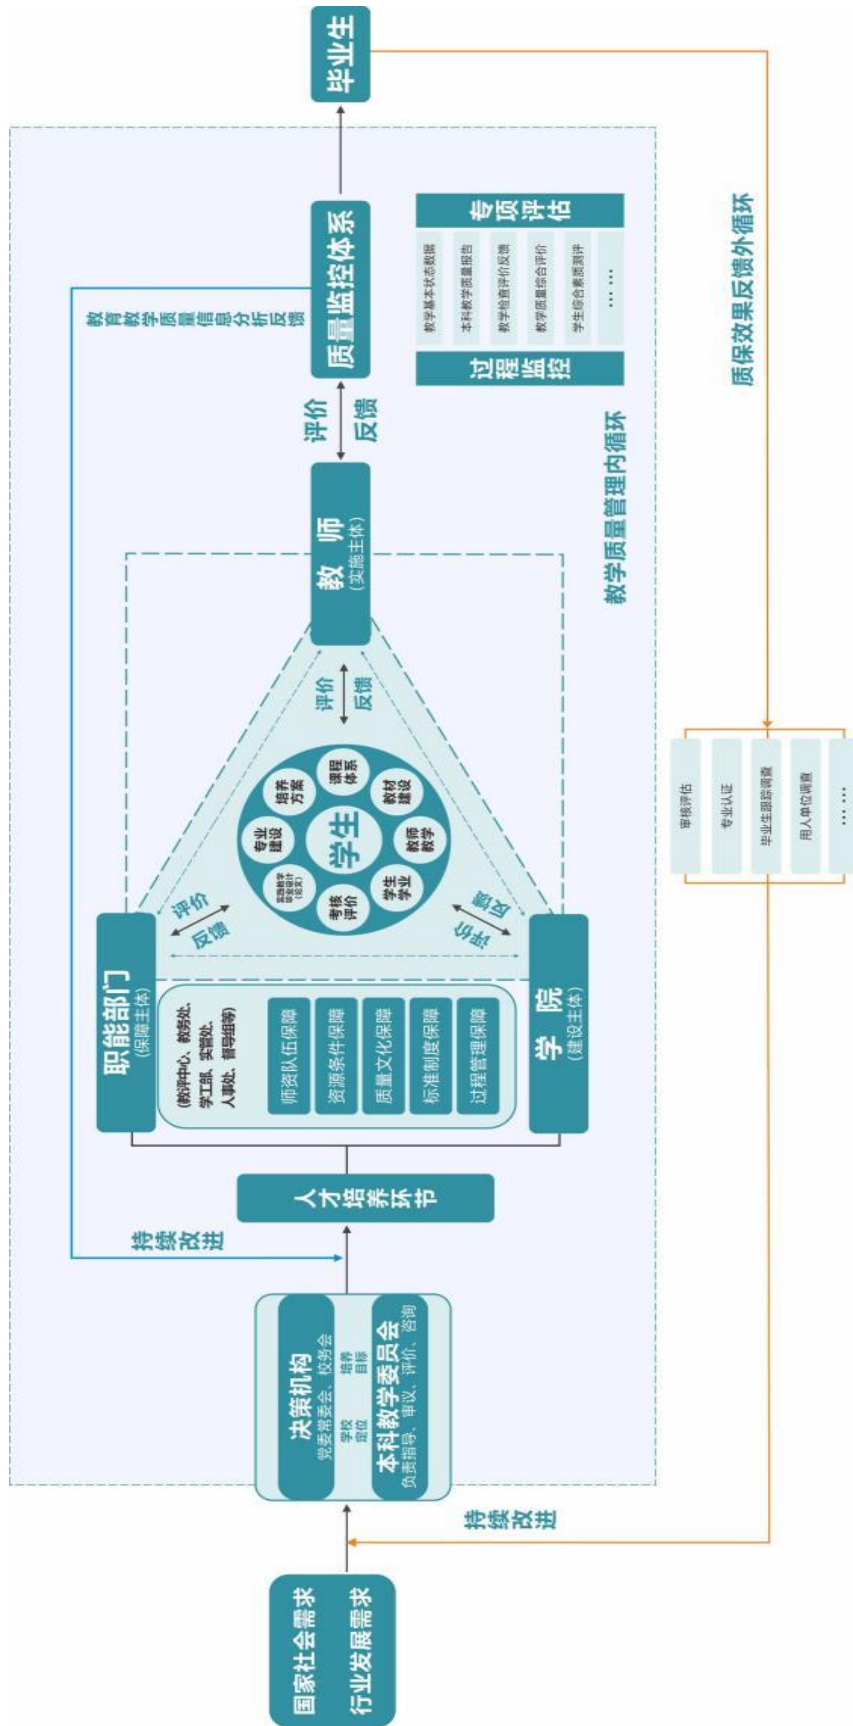 国家社会需求
行业发展需求
持续改进
决策机构
党委常委会、校务会
学校
定位
培养
目标
本科教学委员会
负责指导、审议、评价、咨询
持续改进
人才培养环节
职能部门
(保障主体)
(教评中心、教务处、
学工部、实管处、
人事处、督导组等)
师资队伍保障
资源条件保障
质量文化保障
标准制度保障
过程管理保障
学 院
(建设主体)
评价
反馈
反馈
评价
学生
实践教学
毕业设计
(论文)
专业
建设
培养
方案
课程
体系
教材
建设
教师
教学
学生
学业
考核
评价
评价
反馈
教 师
(实施主体)
评价
反馈
教育教学质量信息分析反馈
质量监控体系
过程监控
教学基本状态数据
本科教学质量报告
教学检查评价反馈
教学质量综合评价
学生综合素质测评
……
专项评估
教学质量管理内循环
毕业生
质保效果反馈外循环
审核评估
专业认证
毕业生跟踪调查
用人单位调查
……